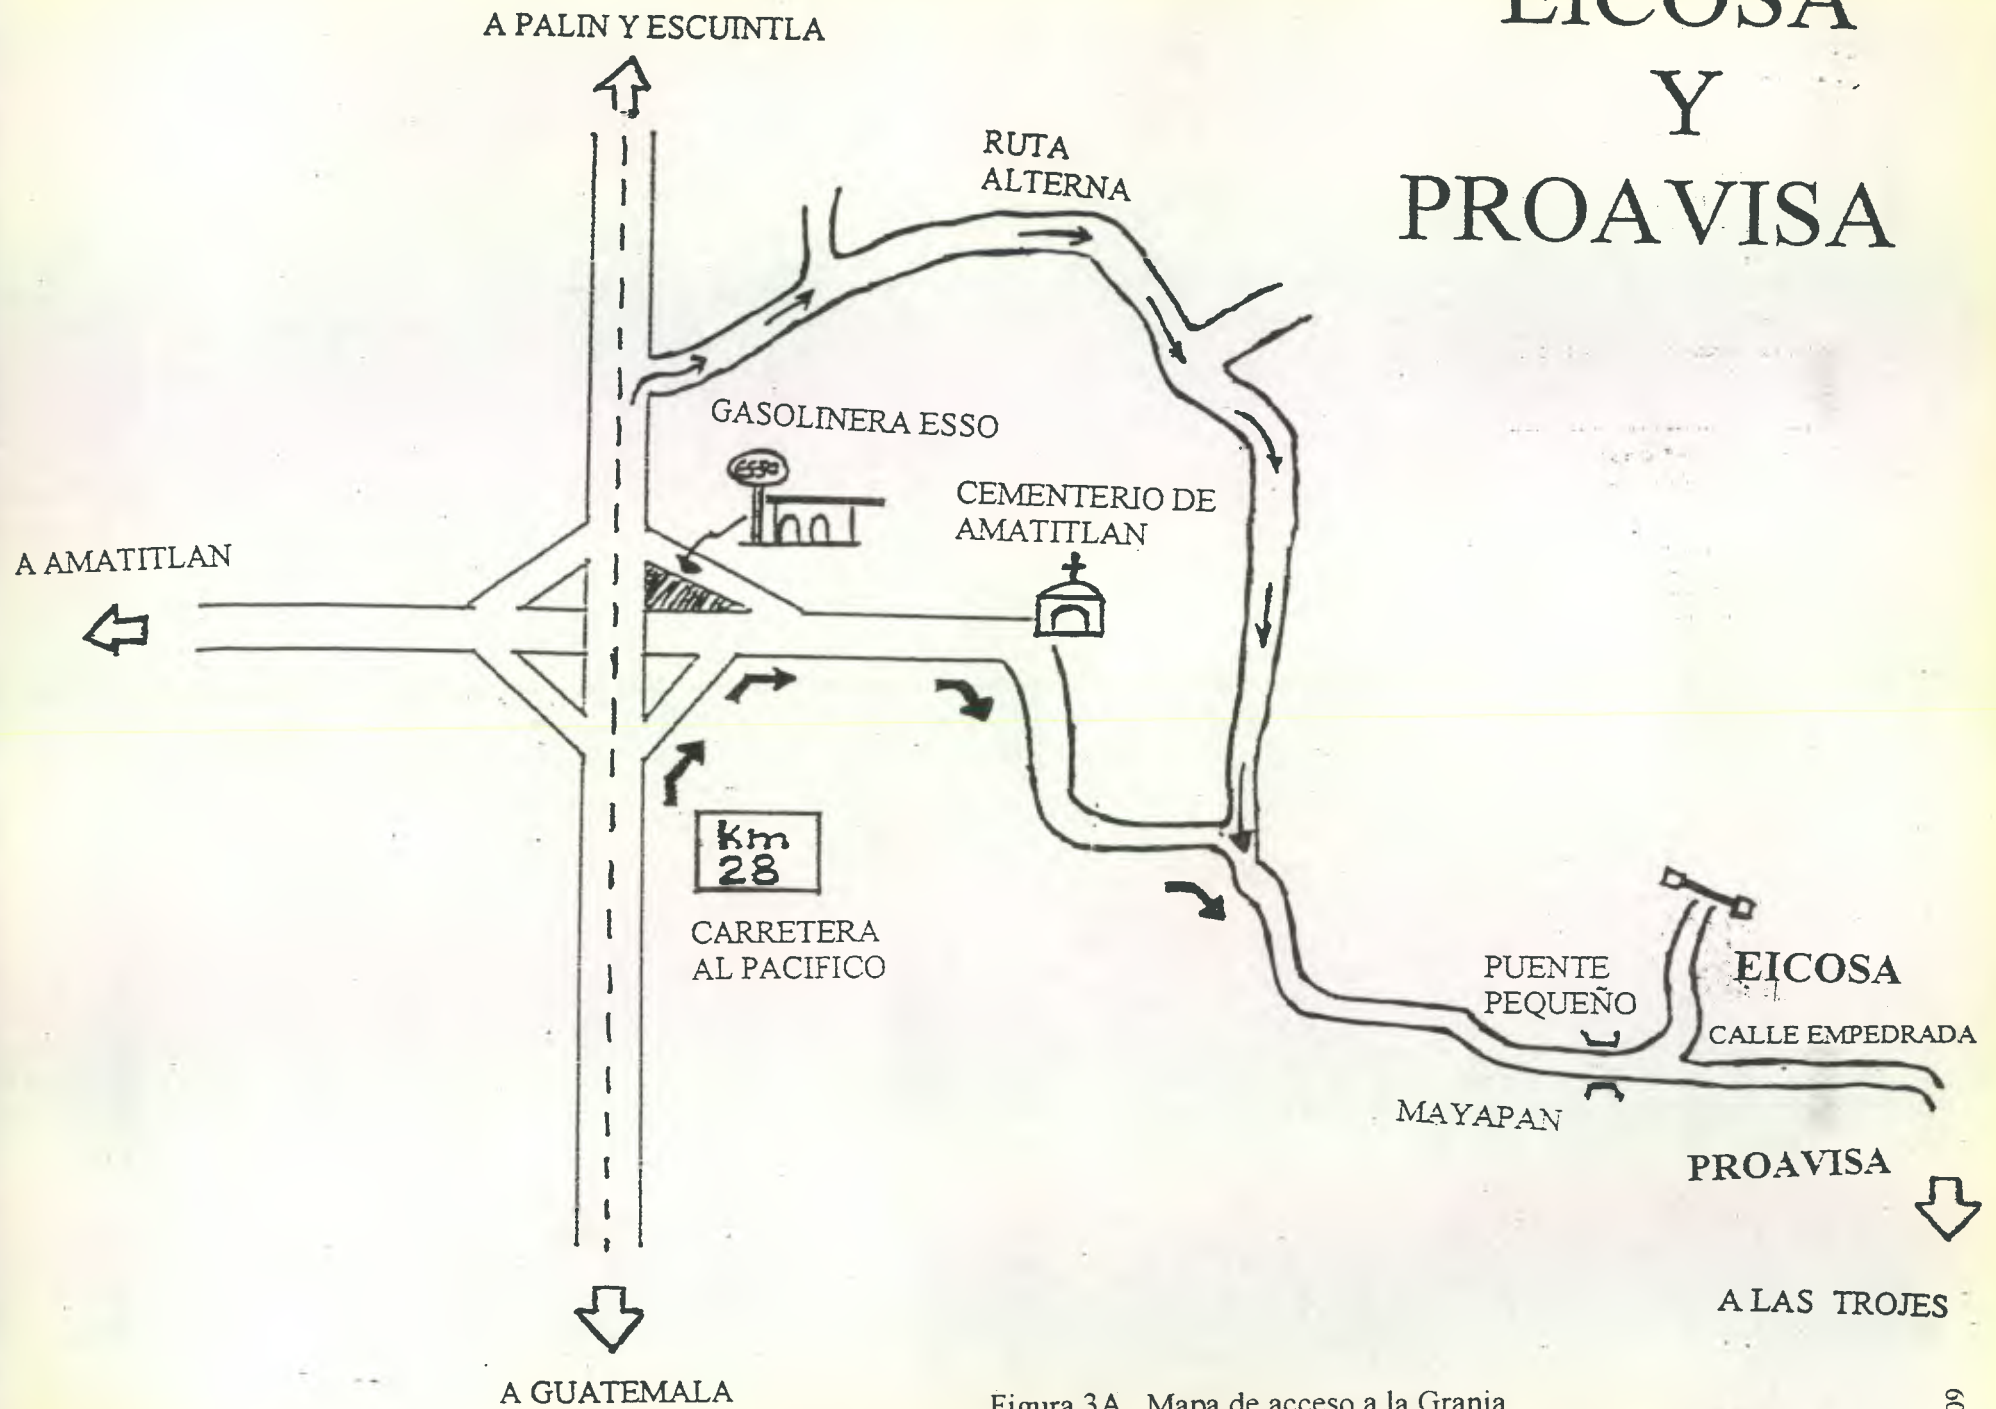 A PALIN Y ESCUINTLA
EICOSA
Y
PROAVISA
RUTA
ALTERNA
GASOLINERA ESSO
ESSO
CEMENTERIO DE
AMATITLAN
A AMATITLAN
Km
28
CARRETERA
AL PACIFICO
PUENTE
PEQUEÑO
EICOSA
CALLE EMPEDRADA
MAYAPAN
PROAVISA
A LAS TROJES
A GUATEMALA
Figura 3A. Mapa de acceso a la Granja